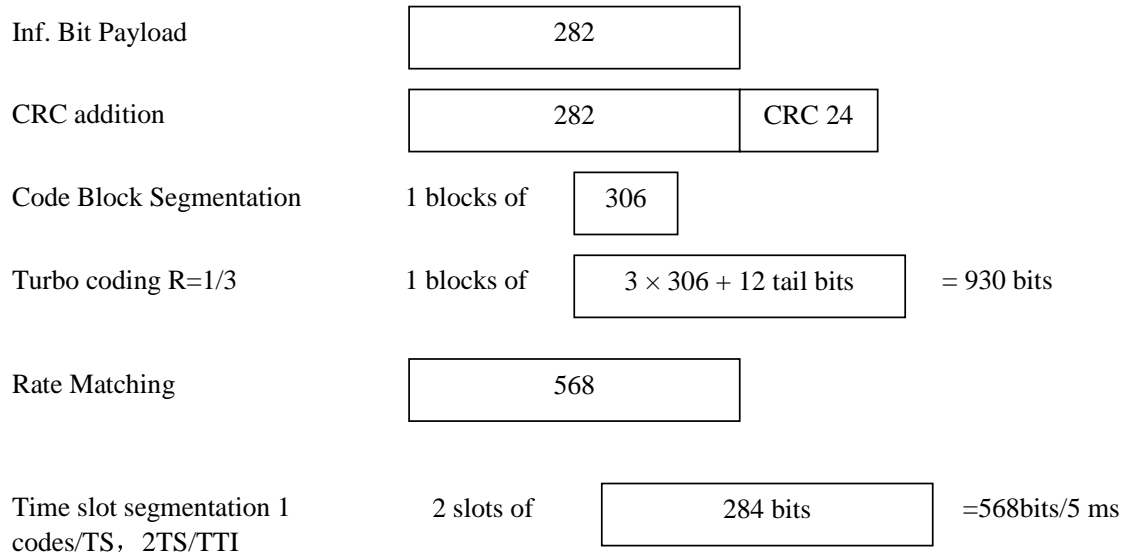 Inf. Bit Payload 282
CRC addition 282 CRC 24
Code Block Segmentation 1 blocks of 306
Turbo coding R=1/3 1 blocks of 3 × 306 + 12 tail bits = 930 bits
Rate Matching 568
Time slot segmentation 1 2 slots of 284 bits =568bits/5 ms
codes/TS，2TS/TTI